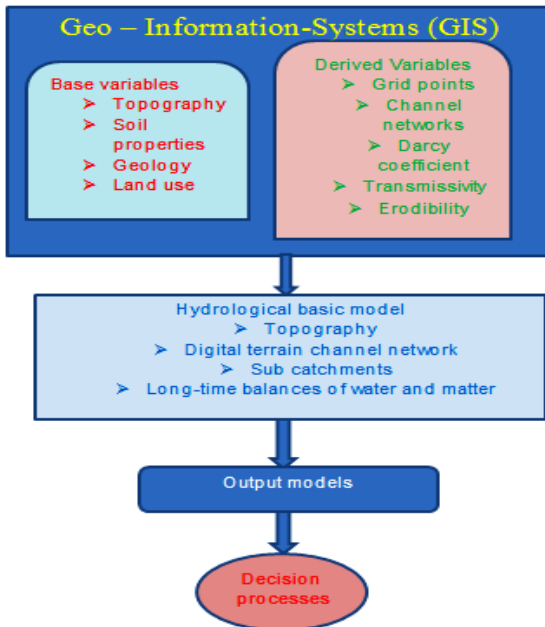 Geo – Information-Systems (GIS)
Base variables
➢ Topography
➢ Soil
properties
➢ Geology
➢ Land use
Derived Variables
➢ Grid points
➢ Channel
networks
➢ Darcy
coefficient
➢ Transmissivity
➢ Erodibility
Hydrological basic model
➢ Topography
➢ Digital terrain channel network
➢ Sub catchments
➢ Long-time balances of water and matter
Output models
Decision
processes